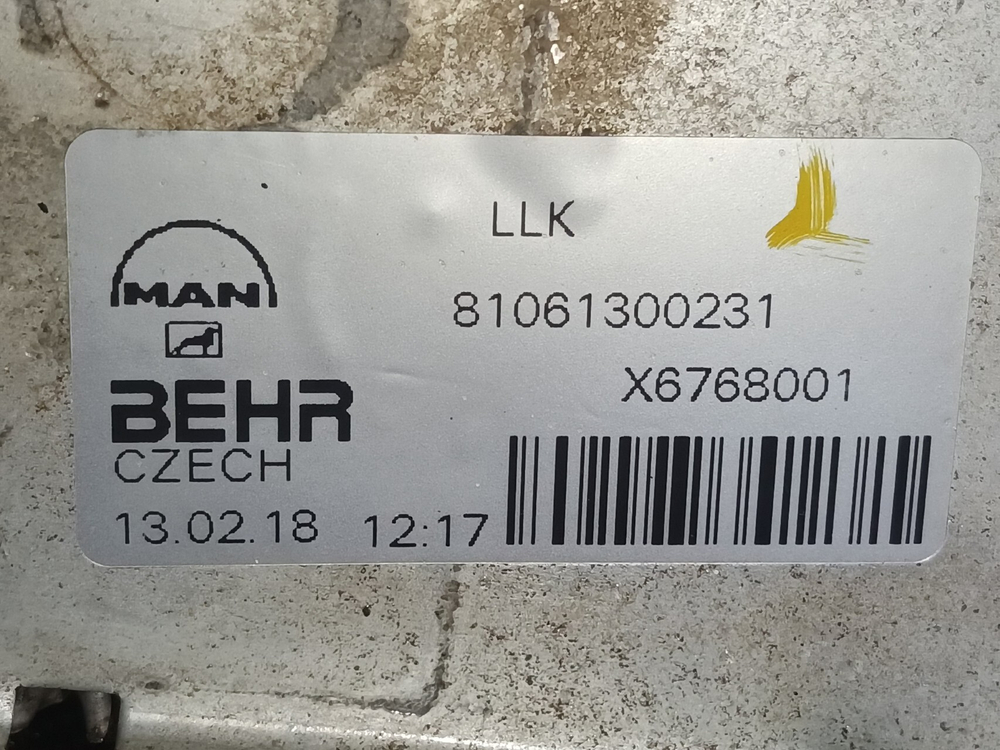 LLK
MAN
81061300231
X6768001
BEHR
CZECH
13.02.18 12:17